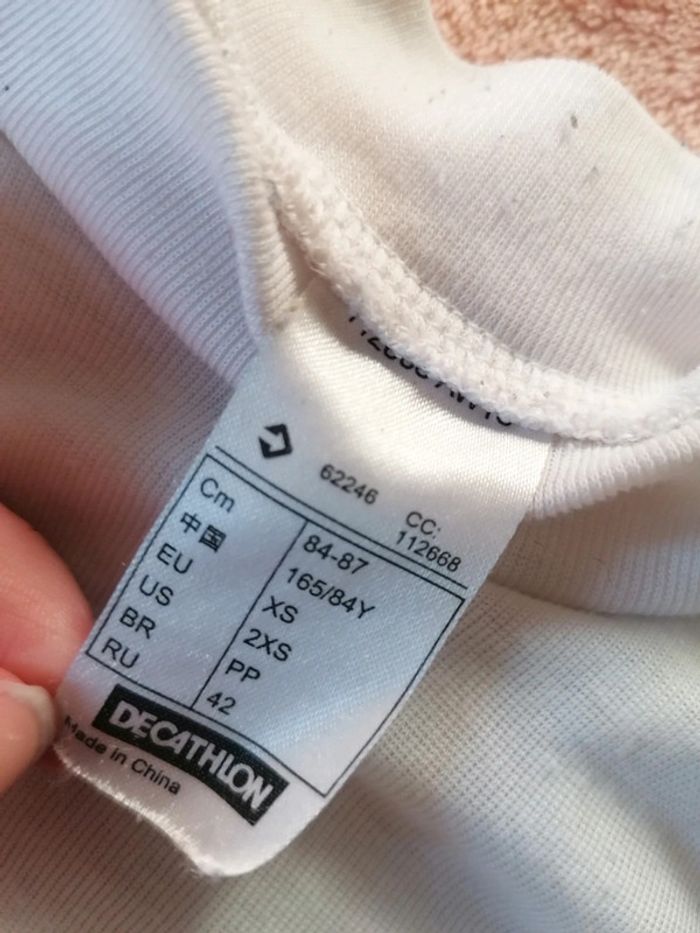 62246
CC:
112668
Cm 84-87
中国 165/84Y
EU XS
US 2XS
BR PP
RU 42
DECATHLON
Made in China